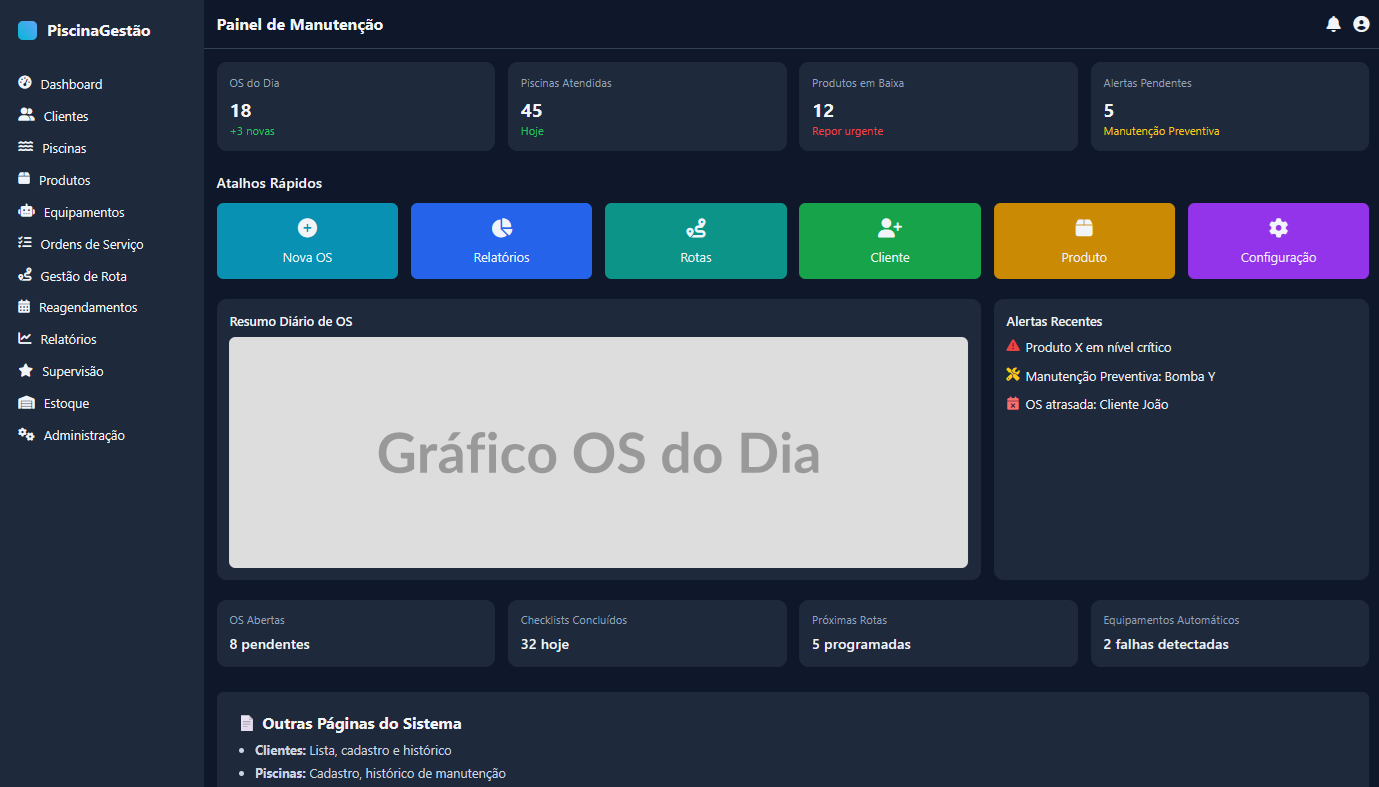 PiscinaGestão
Dashboard
Clientes
Piscinas
Produtos
Equipamentos
Ordens de Serviço
Gestão de Rota
Reagendamentos
Relatórios
Supervisão
Estoque
Administração
Painel de Manutenção
OS do Dia
18
+3 novas
Piscinas Atendidas
45
Hoje
Produtos em Baixa
12
Repor urgente
Alertas Pendentes
5
Manutenção Preventiva
Atalhos Rápidos
Nova OS
Relatórios
Rotas
Cliente
Produto
Configuração
Resumo Diário de OS
Gráfico OS do Dia
Alertas Recentes
Produto X em nível crítico
Manutenção Preventiva: Bomba Y
OS atrasada: Cliente João
OS Abertas
8 pendentes
Checklists Concluídos
32 hoje
Próximas Rotas
5 programadas
Equipamentos Automáticos
2 falhas detectadas
Outras Páginas do Sistema
• Clientes: Lista, cadastro e histórico
• Piscinas: Cadastro, histórico de manutenção